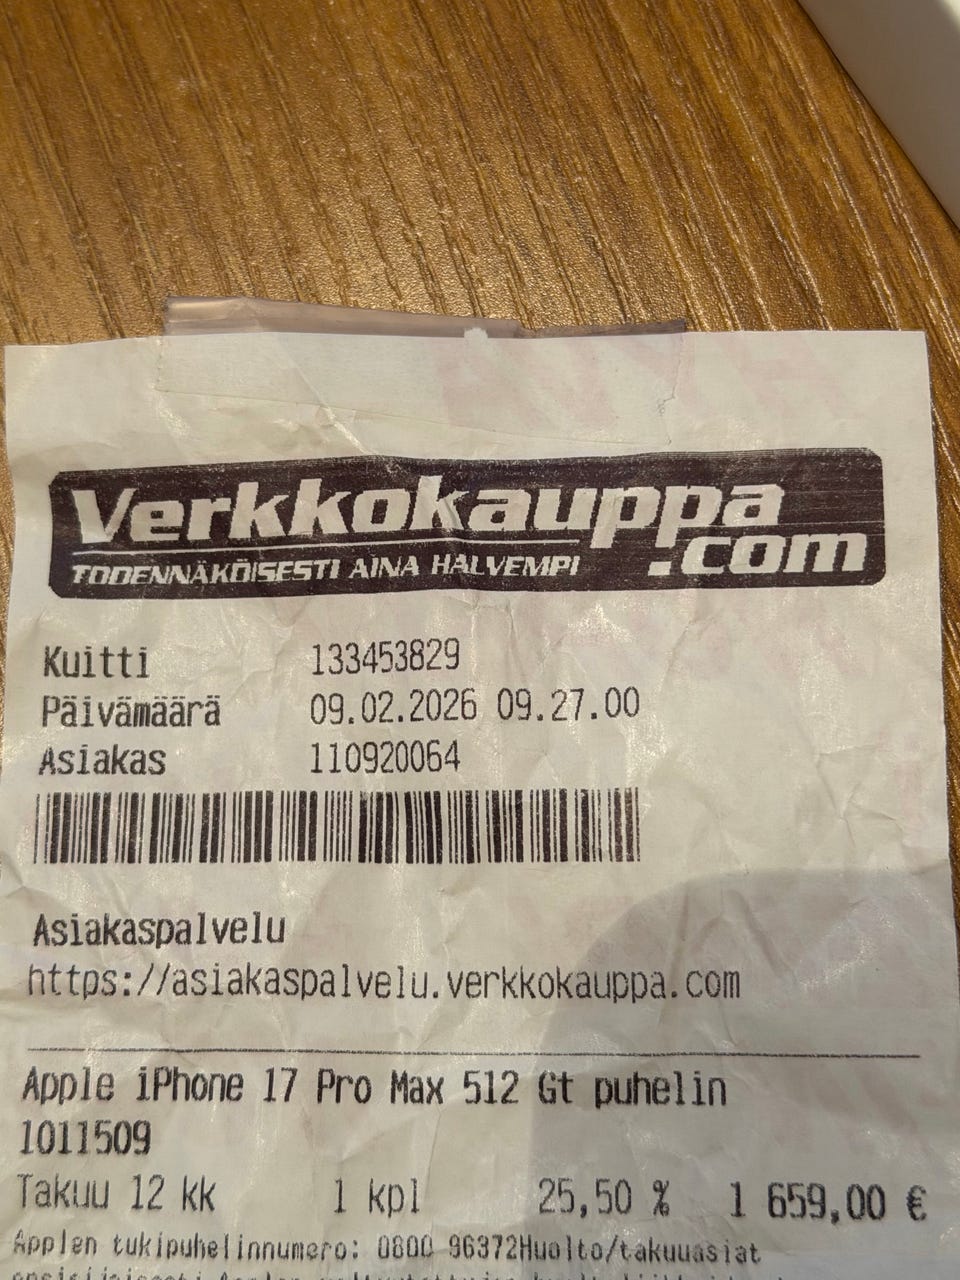 Verkkokauppa
.com
TODENNÄKÖISESTI AINA HALVEMPI
Kuitti 133453829
Päivämäärä 09.02.2026 09.27.00
Asiakas 110920064
Asiakaspalvelu
https://asiakaspalvelu.verkkokauppa.com
Apple iPhone 17 Pro Max 512 Gt puhelin
1011509
Takuu 12 kk 1 kpl 25,50 % 1 659,00 €
Applen tukipuhelinnumero: 0800 96372Huolto/takuuasiat